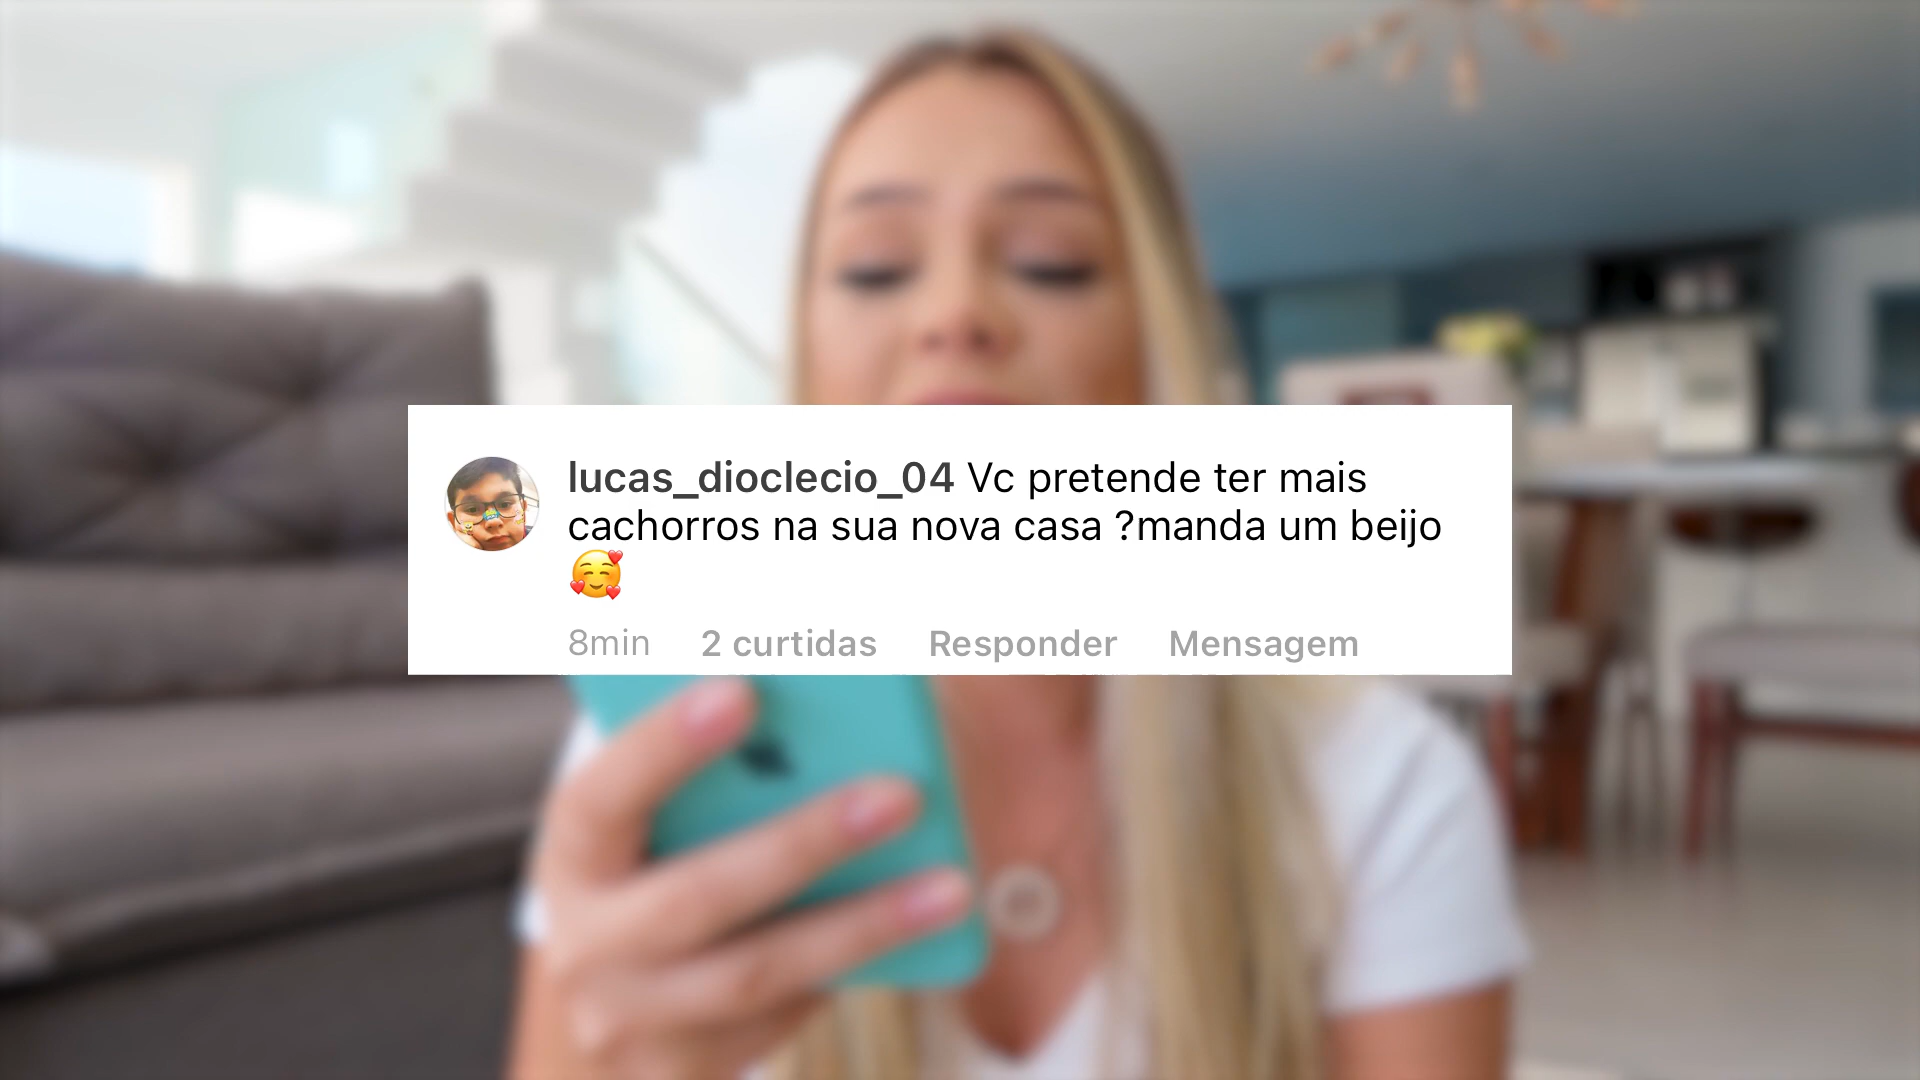 lucas_dioclecio_04 Vc pretende ter mais
cachorros na sua nova casa ?manda um beijo
🥰
8min 2 curtidas Responder Mensagem